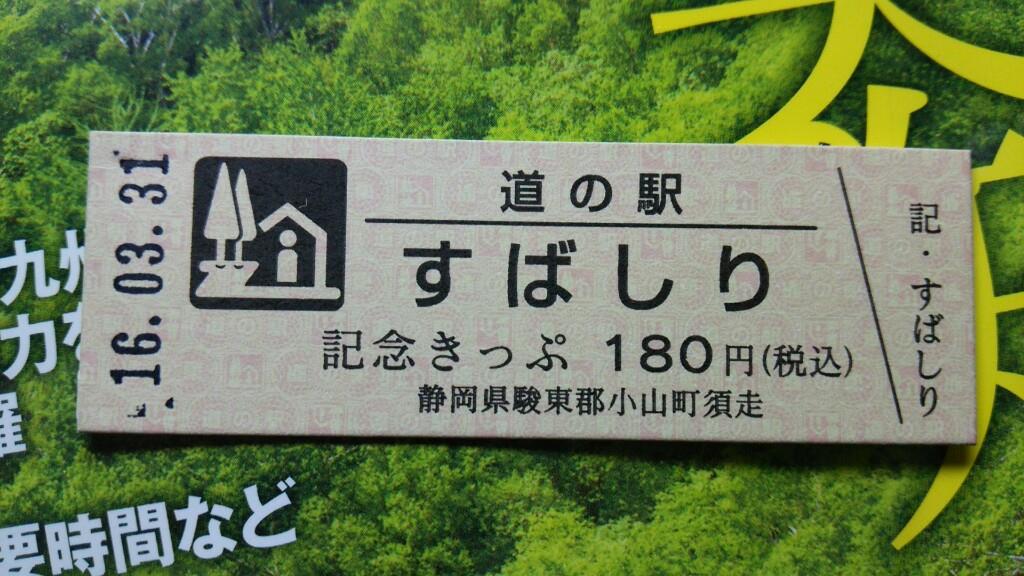 16.03.31
道の駅
すばしり
記念きっぷ 180円(税込)
静岡県駿東郡小山町須走
記・すばしり
九州
力を
要時間など